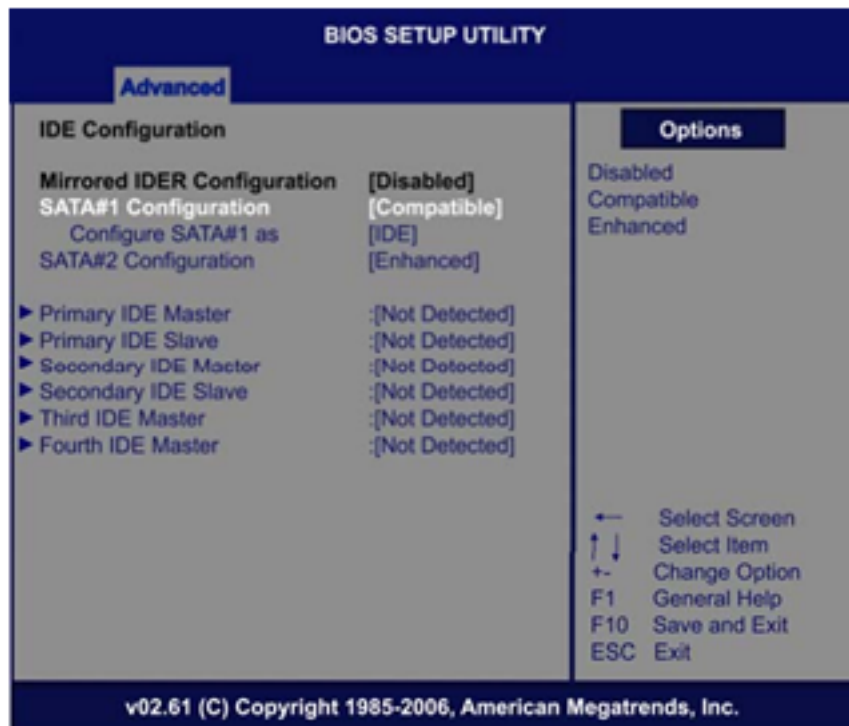 BIOS SETUP UTILITY
Advanced
IDE Configuration
Mirrored IDER Configuration [Disabled]
SATA#1 Configuration [Compatible]
Configure SATA#1 as [IDE]
SATA#2 Configuration [Enhanced]
Primary IDE Master :[Not Detected]
Primary IDE Slave :[Not Detected]
Secondary IDE Master :[Not Detected]
Secondary IDE Slave :[Not Detected]
Third IDE Master :[Not Detected]
Fourth IDE Master :[Not Detected]
Options
Disabled
Compatible
Enhanced
← Select Screen
↑ ↓ Select Item
+- Change Option
F1 General Help
F10 Save and Exit
ESC Exit
v02.61 (C) Copyright 1985-2006, American Megatrends, Inc.